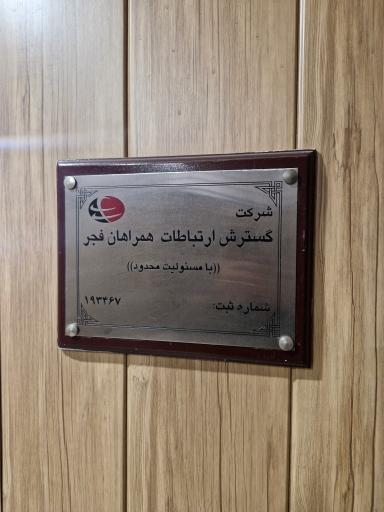 شرکت
گسترش ارتباطات همراهان فجر
((با مسئولیت محدود))
شماره ثبت: ۱۹۳۴۶۷